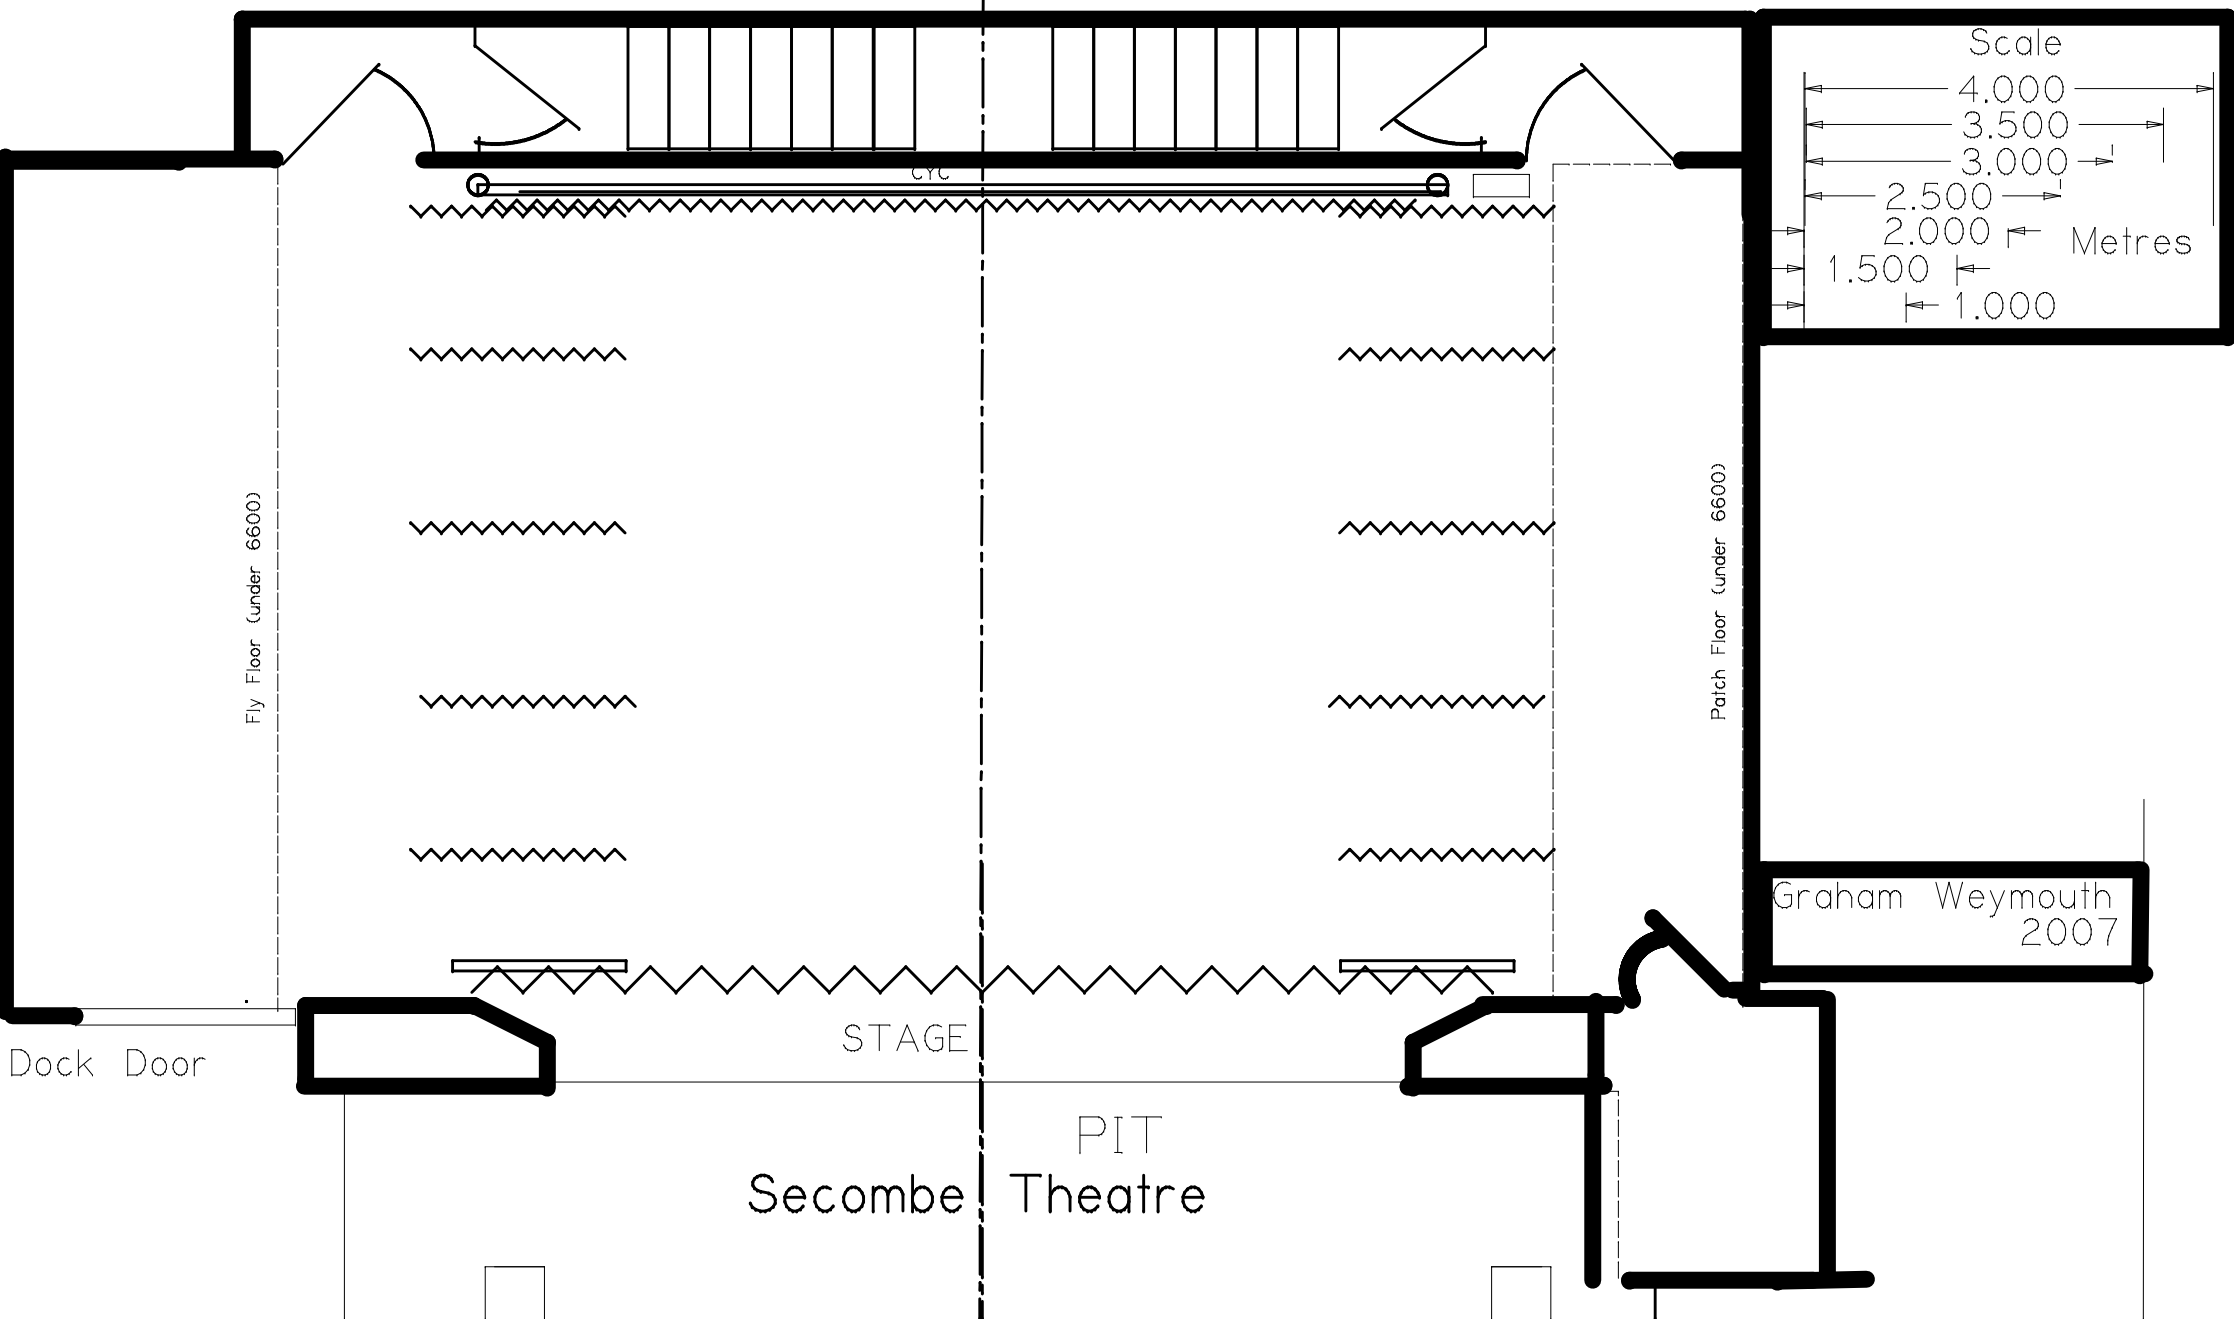 Scale
4.000
3.500
3.000
2.500
2.000
Metres
1.500
1.000
CYC
Fly Floor (under 6600)
Patch Floor (under 6600)
Graham Weymouth
2007
STAGE
Dock Door
PIT
Secombe Theatre